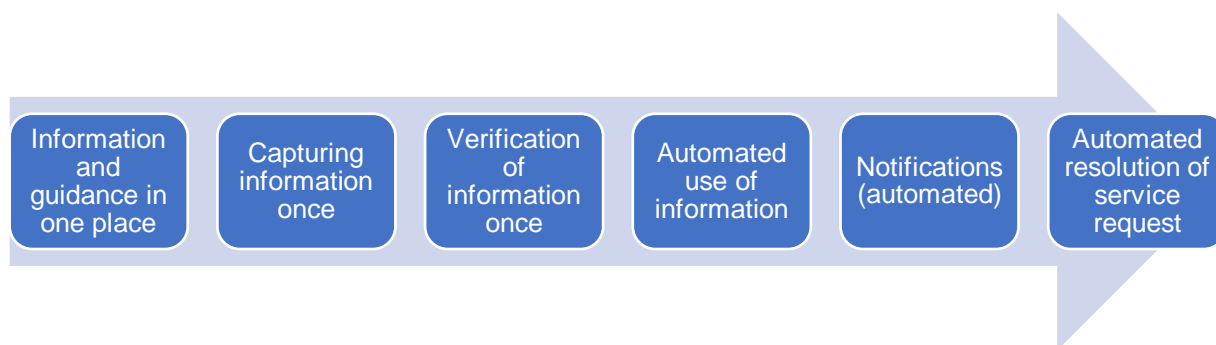 Information
and
guidance in
one place
Capturing
information
once
Verification
of
information
once
Automated
use of
information
Notifications
(automated)
Automated
resolution of
service
request